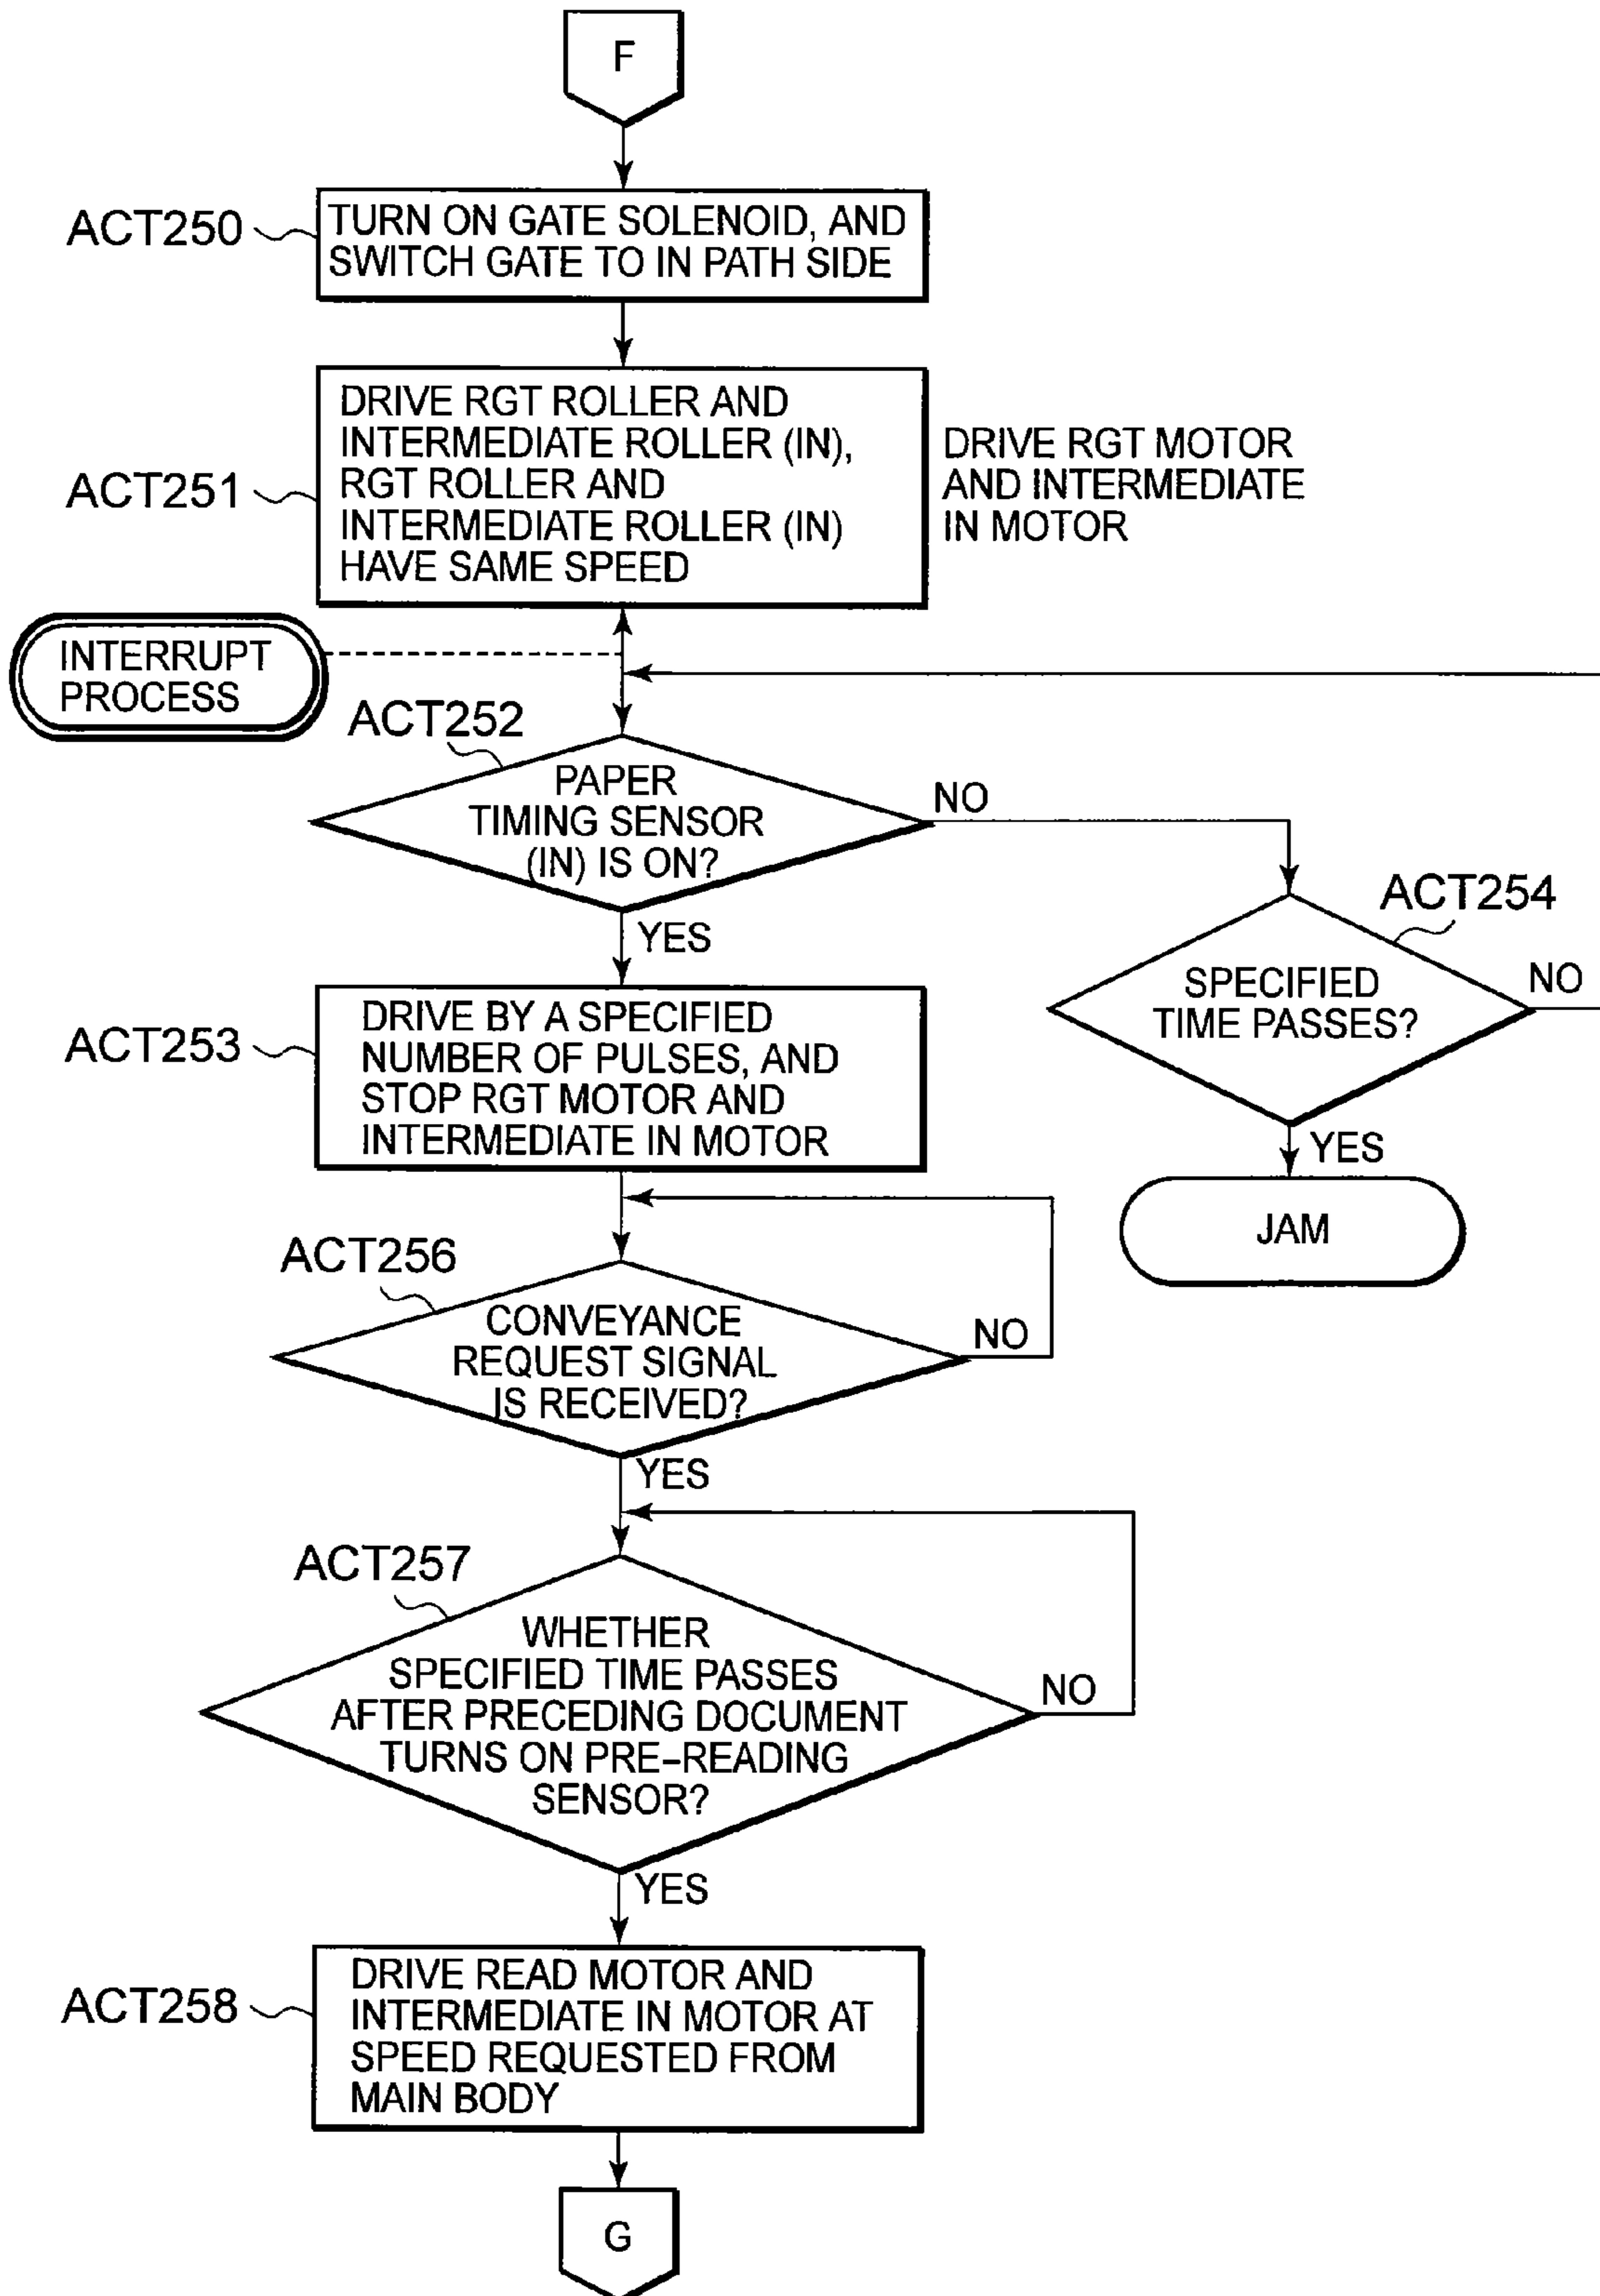 F
ACT250
TURN ON GATE SOLENOID, AND
SWITCH GATE TO IN PATH SIDE
ACT251
DRIVE RGT ROLLER AND
INTERMEDIATE ROLLER (IN),
RGT ROLLER AND
INTERMEDIATE ROLLER (IN)
HAVE SAME SPEED
DRIVE RGT MOTOR
AND INTERMEDIATE
IN MOTOR
INTERRUPT
PROCESS
ACT252
PAPER
TIMING SENSOR
(IN) IS ON?
NO
YES
ACT254
SPECIFIED
TIME PASSES?
NO
YES
JAM
ACT253
DRIVE BY A SPECIFIED
NUMBER OF PULSES, AND
STOP RGT MOTOR AND
INTERMEDIATE IN MOTOR
ACT256
CONVEYANCE
REQUEST SIGNAL
IS RECEIVED?
NO
YES
ACT257
WHETHER
SPECIFIED TIME PASSES
AFTER PRECEDING DOCUMENT
TURNS ON PRE-READING
SENSOR?
NO
YES
ACT258
DRIVE READ MOTOR AND
INTERMEDIATE IN MOTOR AT
SPEED REQUESTED FROM
MAIN BODY
G